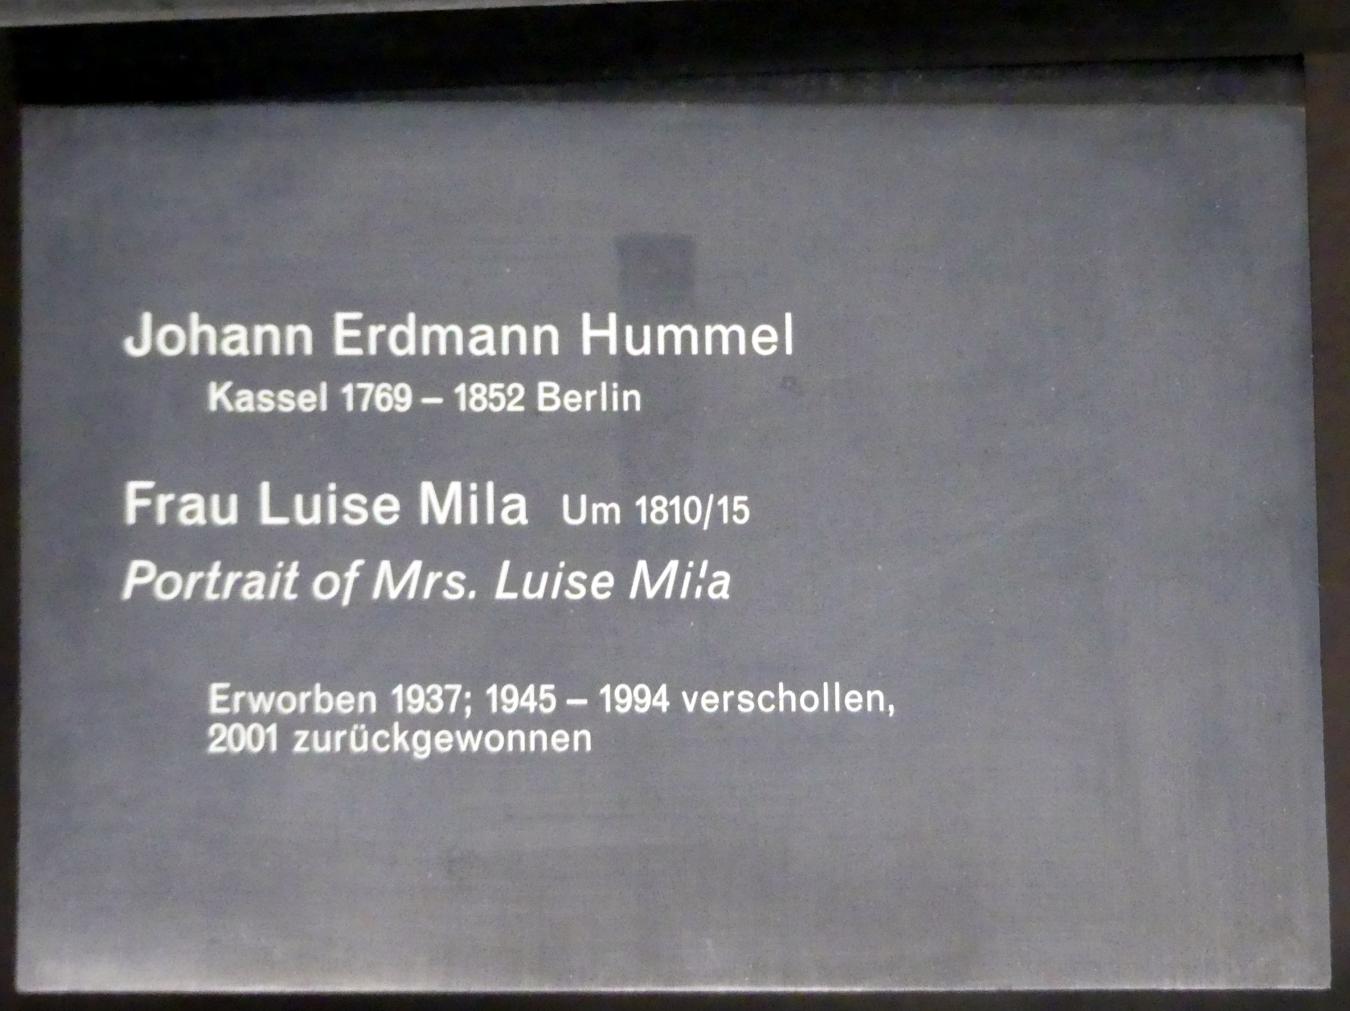 Johann Erdmann Hummel
Kassel 1769 – 1852 Berlin
Frau Luise Mila Um 1810/15
Portrait of Mrs. Luise Mila
Erworben 1937; 1945 – 1994 verschollen,
2001 zurückgewonnen